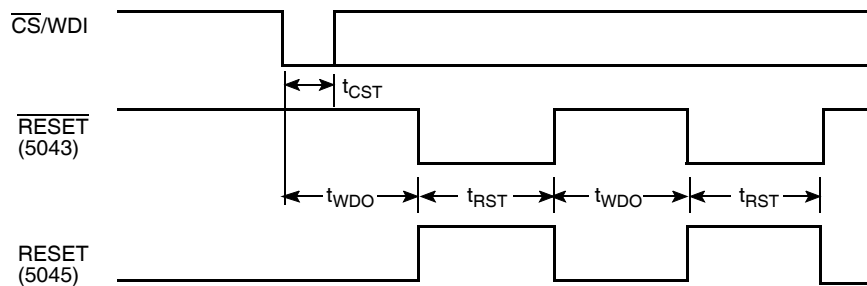 CS/WDI
tCST
RESET
(5043)
tWDO tRST tWDO tRST
RESET
(5045)